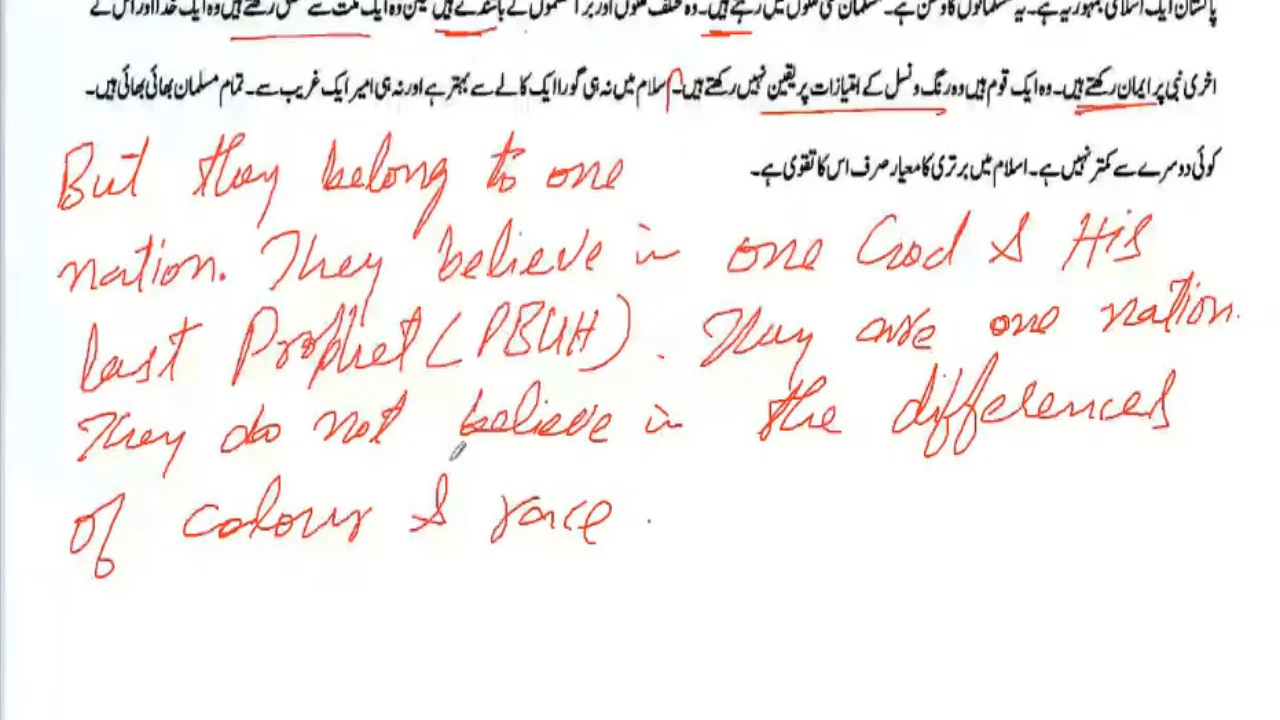 پاکستان ایک اسلامی جمہوریہ ہے۔ یہ مسلمانوں کا وطن ہے۔ مسلمان کئی ملکوں میں رہتے ہیں۔ وہ مختلف ملکوں اور براعظموں کے باشندے ہیں لیکن وہ ایک ملت سے تعلق رکھتے ہیں وہ ایک خدا اور اس کے
اخری نبی پر ایمان رکھتے ہیں۔ وہ ایک قوم ہیں وہ رنگ و نسل کے امتیازات پر یقین نہیں رکھتے ہیں۔ اسلام میں نہ ہی گورا ایک کالے سے بہتر ہے اور نہ ہی امیر ایک غریب سے۔ تمام مسلمان بھائی بھائی ہیں۔
کوئی دوسرے سے کمتر نہیں ہے۔ اسلام میں برتری کا معیار صرف اس کا تقوی ہے۔
But they belong to one
nation. They believe in one God & His
last Prophet (PBUH). They are one nation.
They do not believe in the differences
of colour & race.